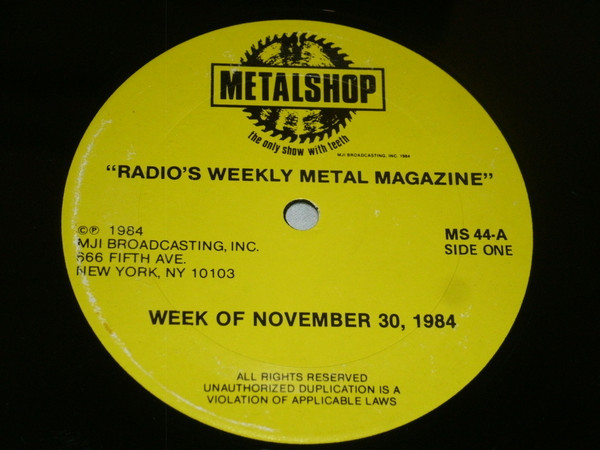 METALSHOP
the only show with teeth
MJI BROADCASTING, INC. 1984
"RADIO'S WEEKLY METAL MAGAZINE"
©℗ 1984
MJI BROADCASTING, INC.
666 FIFTH AVE.
NEW YORK, NY 10103
MS 44-A
SIDE ONE
WEEK OF NOVEMBER 30, 1984
ALL RIGHTS RESERVED
UNAUTHORIZED DUPLICATION IS A
VIOLATION OF APPLICABLE LAWS